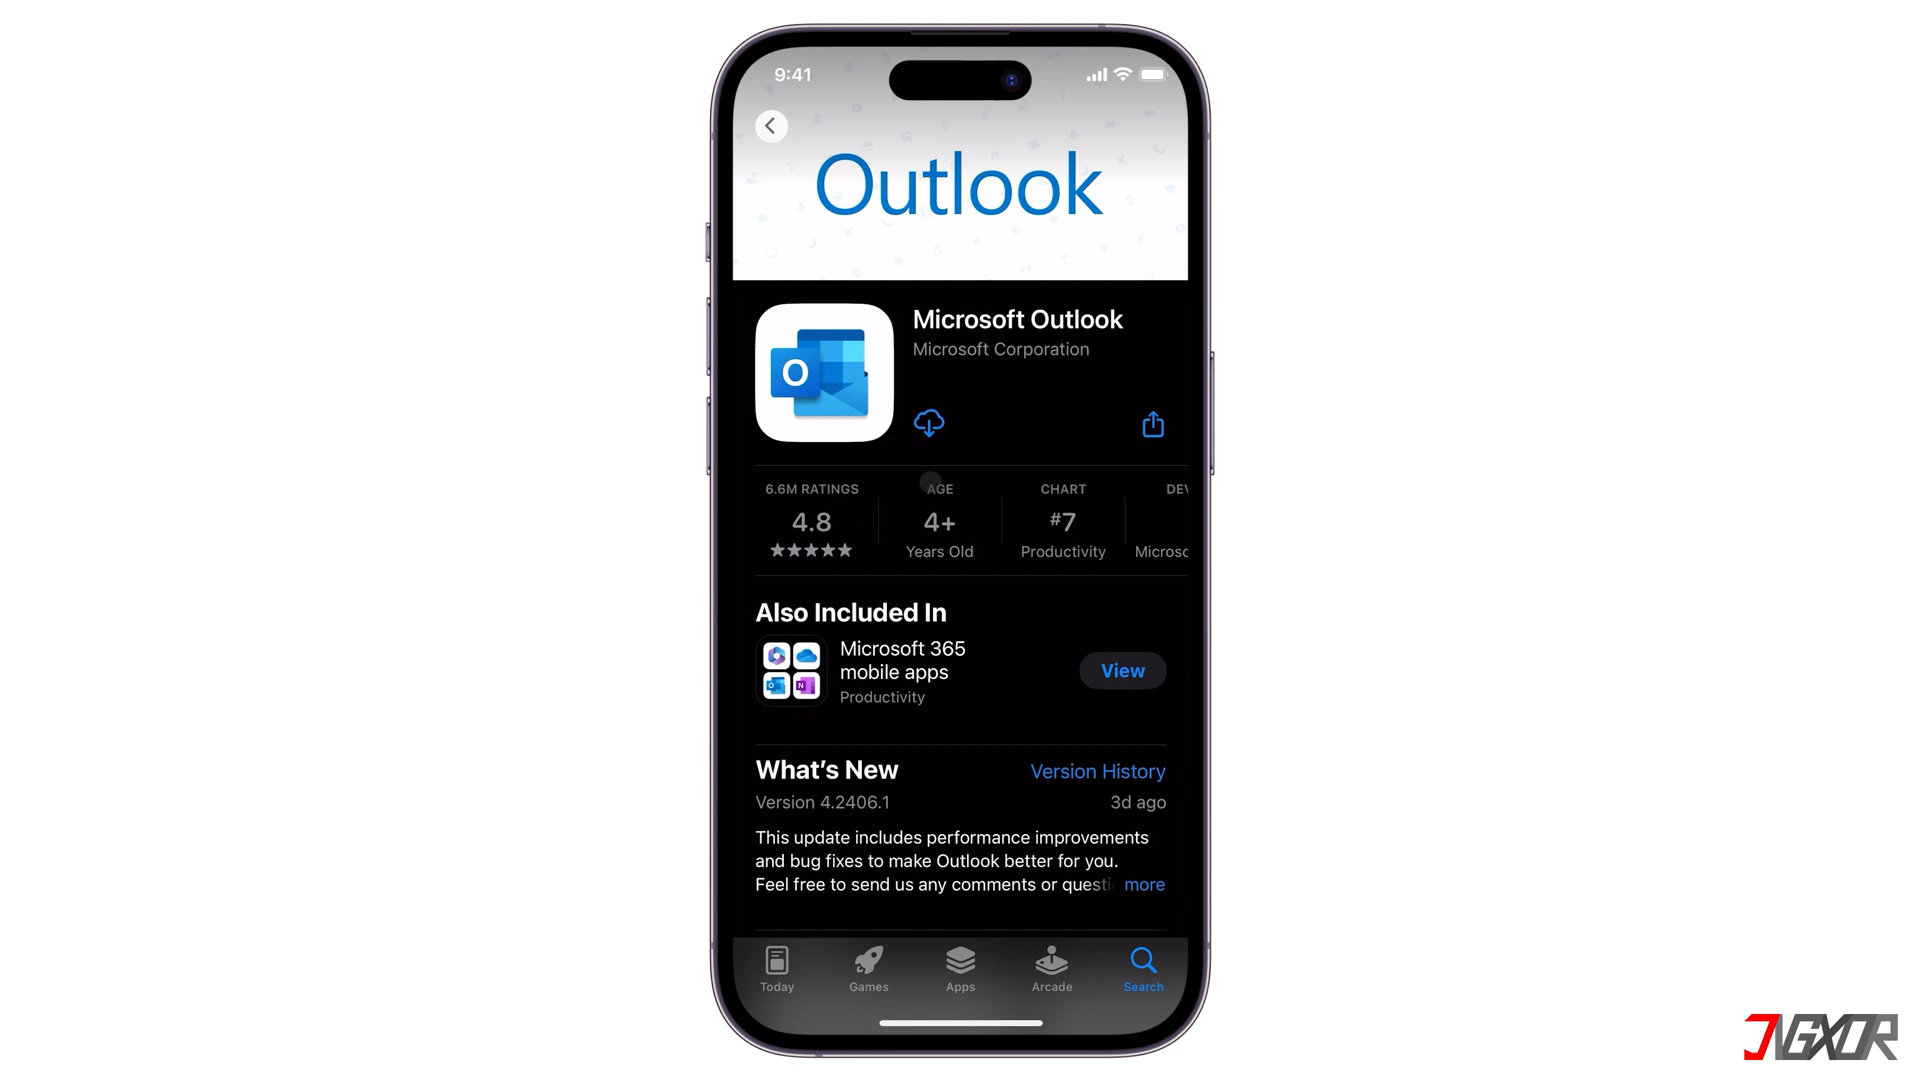 9:41
Outlook
Microsoft Outlook
Microsoft Corporation
6.6M RATINGS
4.8
AGE
4+
Years Old
CHART
#7
Productivity
DEV
Microsc
Also Included In
Microsoft 365
mobile apps
Productivity
View
What's New
Version History
Version 4.2406.1
3d ago
This update includes performance improvements
and bug fixes to make Outlook better for you.
Feel free to send us any comments or questi more
Today
Games
Apps
Arcade
Search
JVGXOR